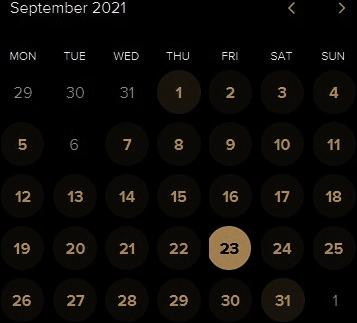 September 2021
MON TUE WED THU FRI SAT SUN
29 30 31 1 2 3 4
5 6 7 8 9 10 11
12 13 14 15 16 17 18
19 20 21 22 23 24 25
26 27 28 29 30 31 1